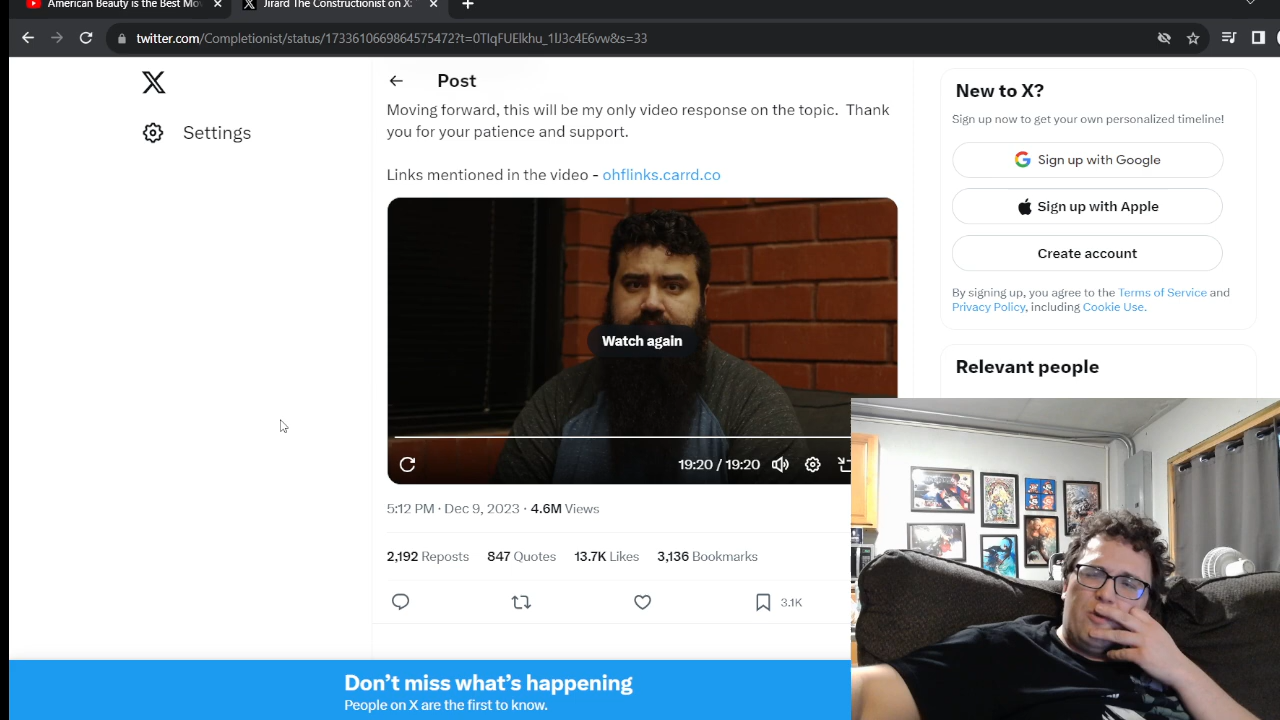 American Beauty is the Best Mov
Jirard The Constructionist on X:
twitter.com/Completionist/status/1733610669864575472?t=0TIqFUElkhu_1IJ3c4E6vw&s=33
X
Settings
Post
Moving forward, this will be my only video response on the topic. Thank
you for your patience and support.
Links mentioned in the video - ohflinks.carrd.co
Watch again
19:20 / 19:20
5:12 PM · Dec 9, 2023 · 4.6M Views
2,192 Reposts 847 Quotes 13.7K Likes 3,136 Bookmarks
3.1K
New to X?
Sign up now to get your own personalized timeline!
Sign up with Google
Sign up with Apple
Create account
By signing up, you agree to the Terms of Service and
Privacy Policy, including Cookie Use.
Relevant people
Don’t miss what’s happening
People on X are the first to know.